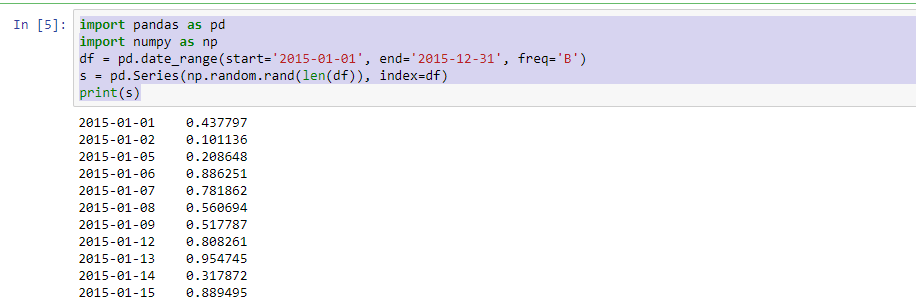 In [5]: import pandas as pd
import numpy as np
df = pd.date_range(start='2015-01-01', end='2015-12-31', freq='B')
s = pd.Series(np.random.rand(len(df)), index=df)
print(s)
2015-01-01    0.437797
2015-01-02    0.101136
2015-01-05    0.208648
2015-01-06    0.886251
2015-01-07    0.781862
2015-01-08    0.560694
2015-01-09    0.517787
2015-01-12    0.808261
2015-01-13    0.954745
2015-01-14    0.317872
2015-01-15    0.889495